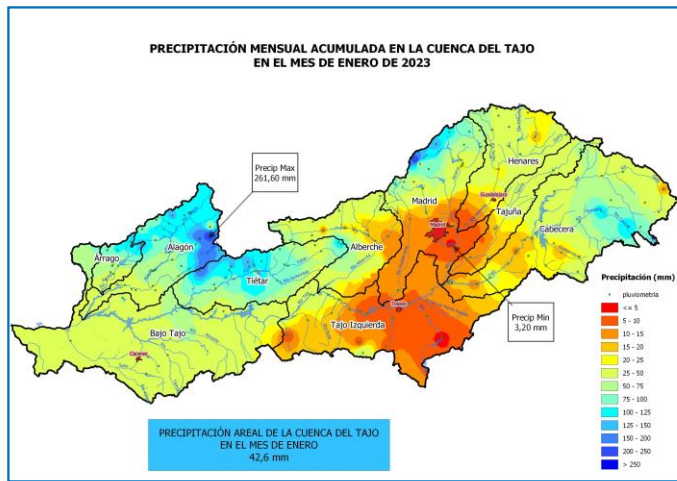 PRECIPITACIÓN MENSUAL ACUMULADA EN LA CUENCA DEL TAJO
EN EL MES DE ENERO DE 2023
Precip Max
261,60 mm
Henares
Madrid
Guadalajara
Tajuña
Madrid
Alagón
Alberche
Cabecera
Árrago
Tiétar
Toledo
Precip Min
3,20 mm
Bajo Tajo
Tajo Izquierda
Cáceres
Precipitación (mm)
pluviometria
<= 5
5 - 10
10 - 15
15 - 20
20 - 25
25 - 50
50 - 75
75 - 100
100 - 125
125 - 150
150 - 200
200 - 250
> 250
PRECIPITACIÓN AREAL DE LA CUENCA DEL TAJO
EN EL MES DE ENERO
42,6 mm